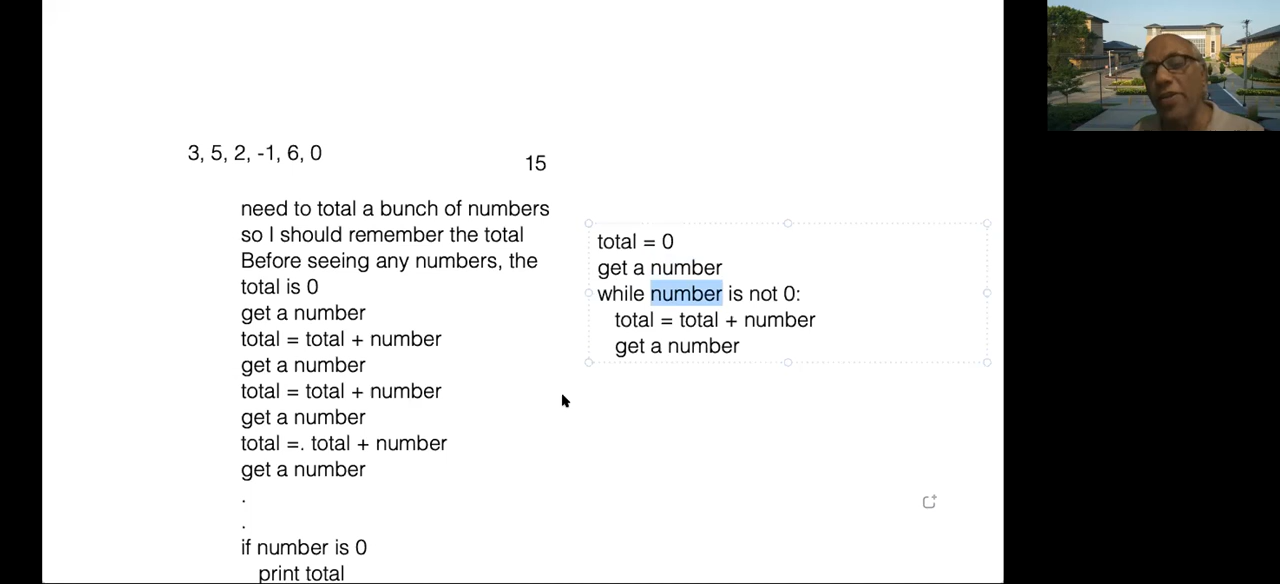 3, 5, 2, -1, 6, 0
15
need to total a bunch of numbers
so I should remember the total
Before seeing any numbers, the
total is 0
get a number
total = total + number
get a number
total = total + number
get a number
total =. total + number
get a number
.
.
if number is 0
print total
total = 0
get a number
while number is not 0:
total = total + number
get a number